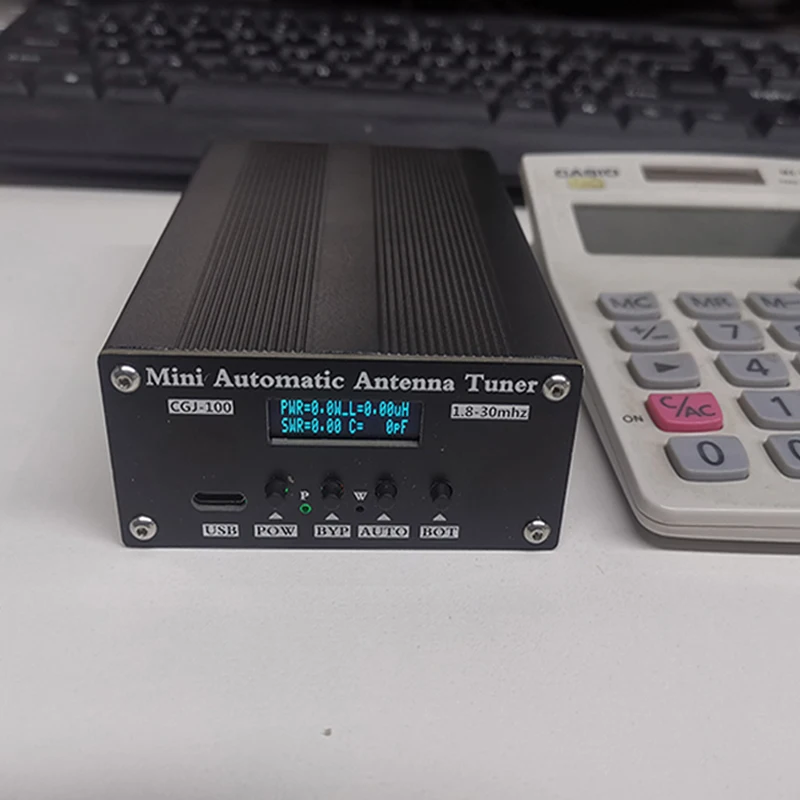 Mini Automatic Antenna Tuner
CGJ-100
1.8-30mhz
PWR=0.0W_L=0.00uH
SWR=0.00 C=   0pF
P
W
USB
POW
BYP
AUTO
BOT
CASIO
MC
MR
M-
+/-
7
4
ON
C/AC
1
0